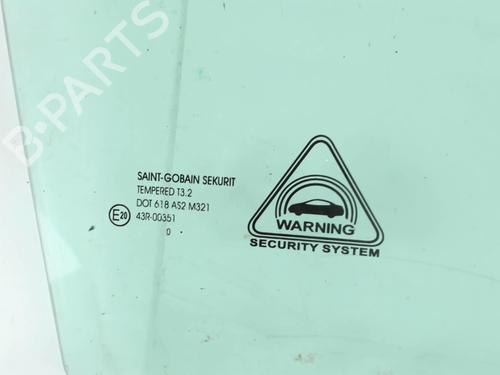 B-PARTS
SAINT-GOBAIN SEKURIT
TEMPERED T3.2
DOT 618 AS2 M321
E20 43R-00351
0
WARNING
SECURITY SYSTEM